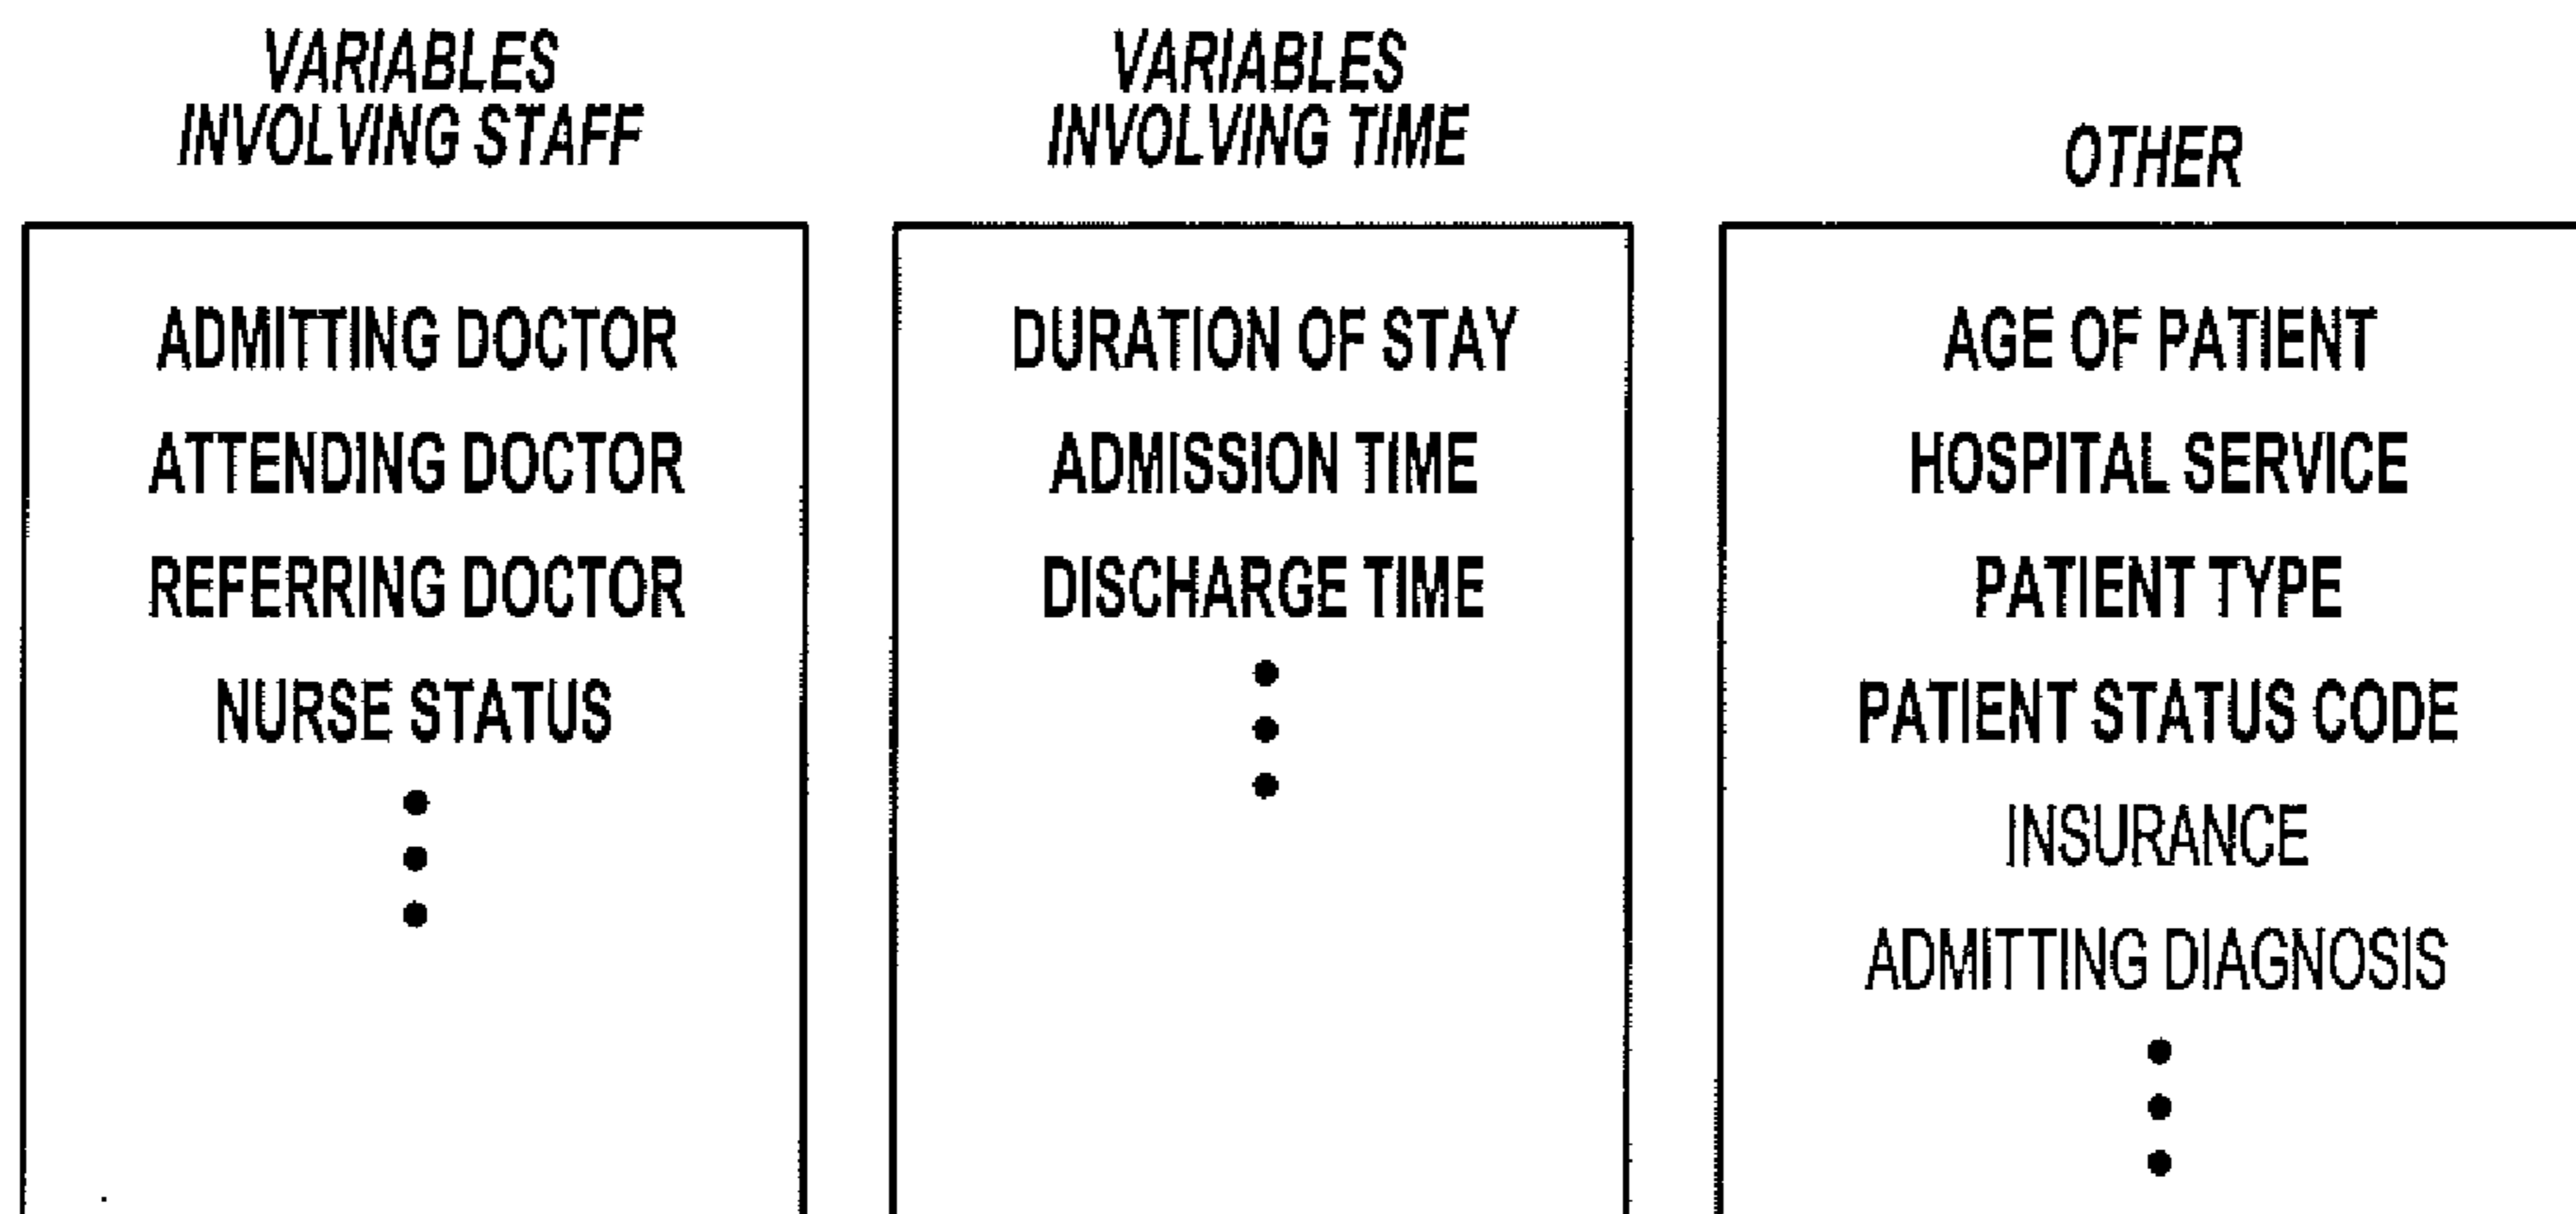 VARIABLES
INVOLVING STAFF
ADMITTING DOCTOR
ATTENDING DOCTOR
REFERRING DOCTOR
NURSE STATUS
VARIABLES
INVOLVING TIME
DURATION OF STAY
ADMISSION TIME
DISCHARGE TIME
OTHER
AGE OF PATIENT
HOSPITAL SERVICE
PATIENT TYPE
PATIENT STATUS CODE
INSURANCE
ADMITTING DIAGNOSIS